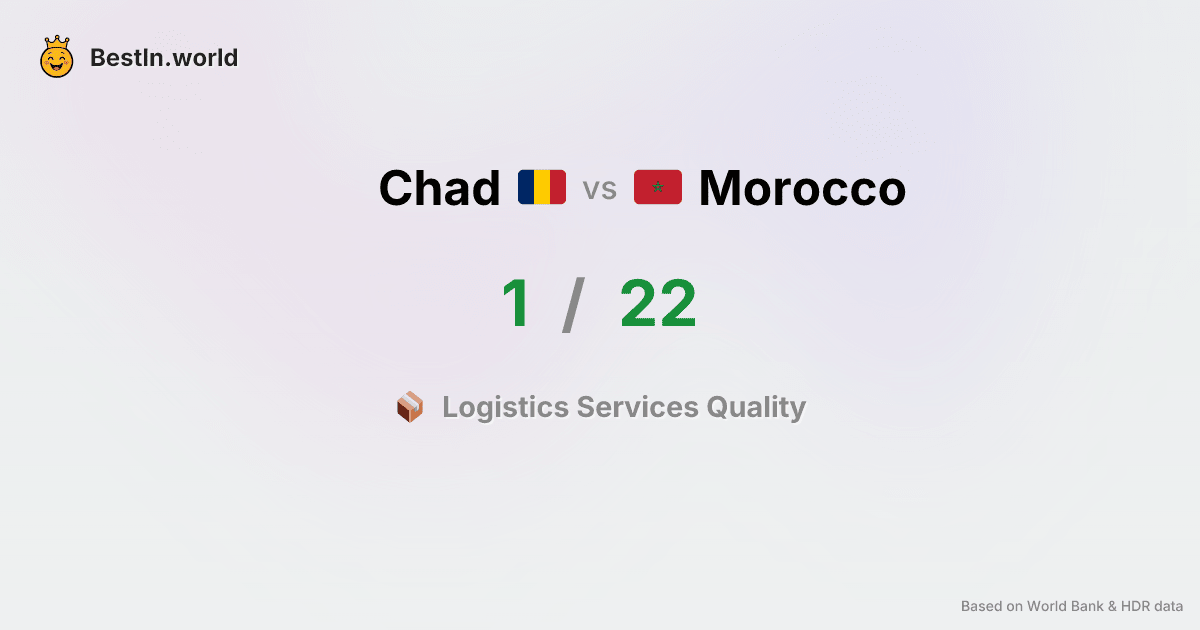 BestIn.world
Chad vs Morocco
1 / 22
Logistics Services Quality
Based on World Bank & HDR data